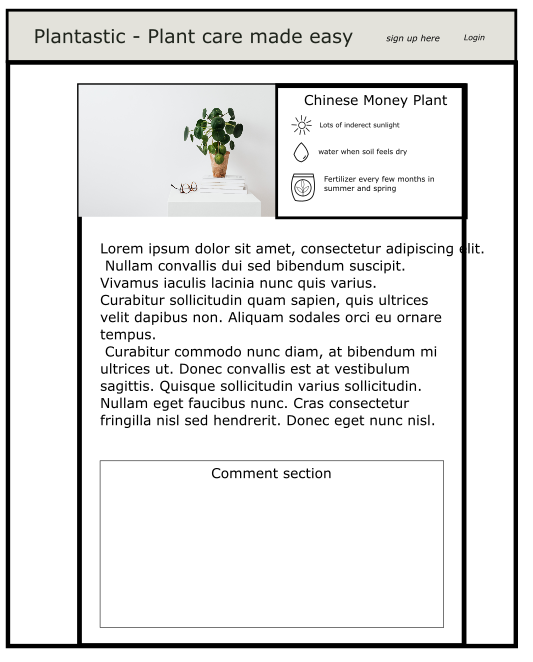 Plantastic - Plant care made easy
sign up here
Login
Chinese Money Plant
Lots of inderect sunlight
water when soil feels dry
Fertilizer every few months in
summer and spring
Lorem ipsum dolor sit amet, consectetur adipiscing elit.
Nullam convallis dui sed bibendum suscipit.
Vivamus iaculis lacinia nunc quis varius.
Curabitur sollicitudin quam sapien, quis ultrices
velit dapibus non. Aliquam sodales orci eu ornare
tempus.
Curabitur commodo nunc diam, at bibendum mi
ultrices ut. Donec convallis est at vestibulum
sagittis. Quisque sollicitudin varius sollicitudin.
Nullam eget faucibus nunc. Cras consectetur
fringilla nisl sed hendrerit. Donec eget nunc nisl.
Comment section